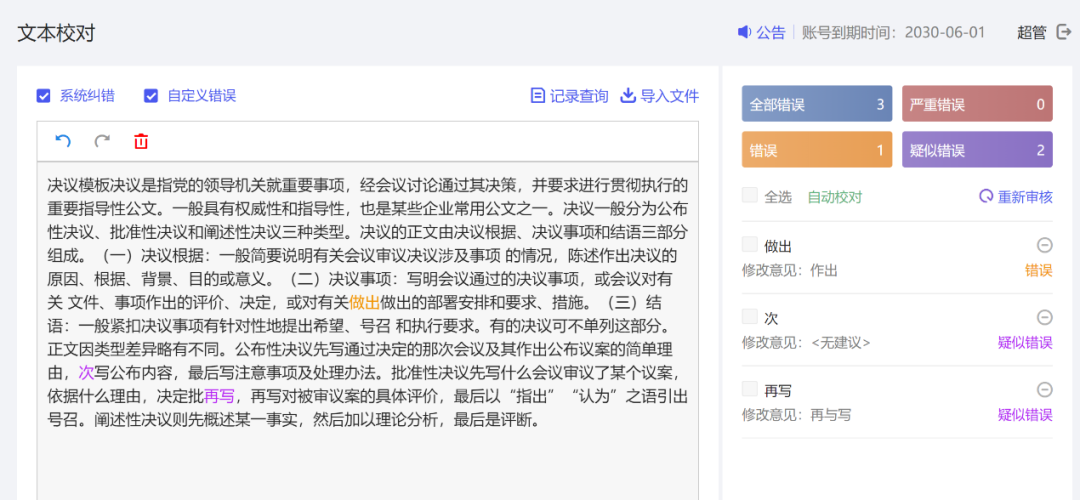 文本校对
公告 账号到期时间：2030-06-01 超管
系统纠错 自定义错误 记录查询 导入文件
决议模板决议是指党的领导机关就重要事项，经会议讨论通过其决策，并要求进行贯彻执行的
重要指导性公文。一般具有权威性和指导性，也是某些企业常用公文之一。决议一般分为公布
性决议、批准性决议和阐述性决议三种类型。决议的正文由决议根据、决议事项和结语三部分
组成。（一）决议根据：一般简要说明有关会议审议决议涉及事项 的情况，陈述作出决议的
原因、根据、背景、目的或意义。（二）决议事项：写明会议通过的决议事项，或会议对有
关 文件、事项作出的评价、决定，或对有关做出做出的部署安排和要求、措施。（三）结
语：一般紧扣决议事项有针对性地提出希望、号召 和执行要求。有的决议可不单列这部分。
正文因类型差异略有不同。公布性决议先写通过决定的那次会议及其作出公布议案的简单理
由，次写公布内容，最后写注意事项及处理办法。批准性决议先写什么会议审议了某个议案，
依据什么理由，决定批再写，再写对被审议案的具体评价，最后以“指出”“认为”之语引出
号召。阐述性决议则先概述某一事实，然后加以理论分析，最后是评断。
全部错误 3 严重错误 0
错误 1 疑似错误 2
全选 自动校对 重新审核
做出
修改意见：作出 错误
次
修改意见：<无建议> 疑似错误
再写
修改意见：再与写 疑似错误